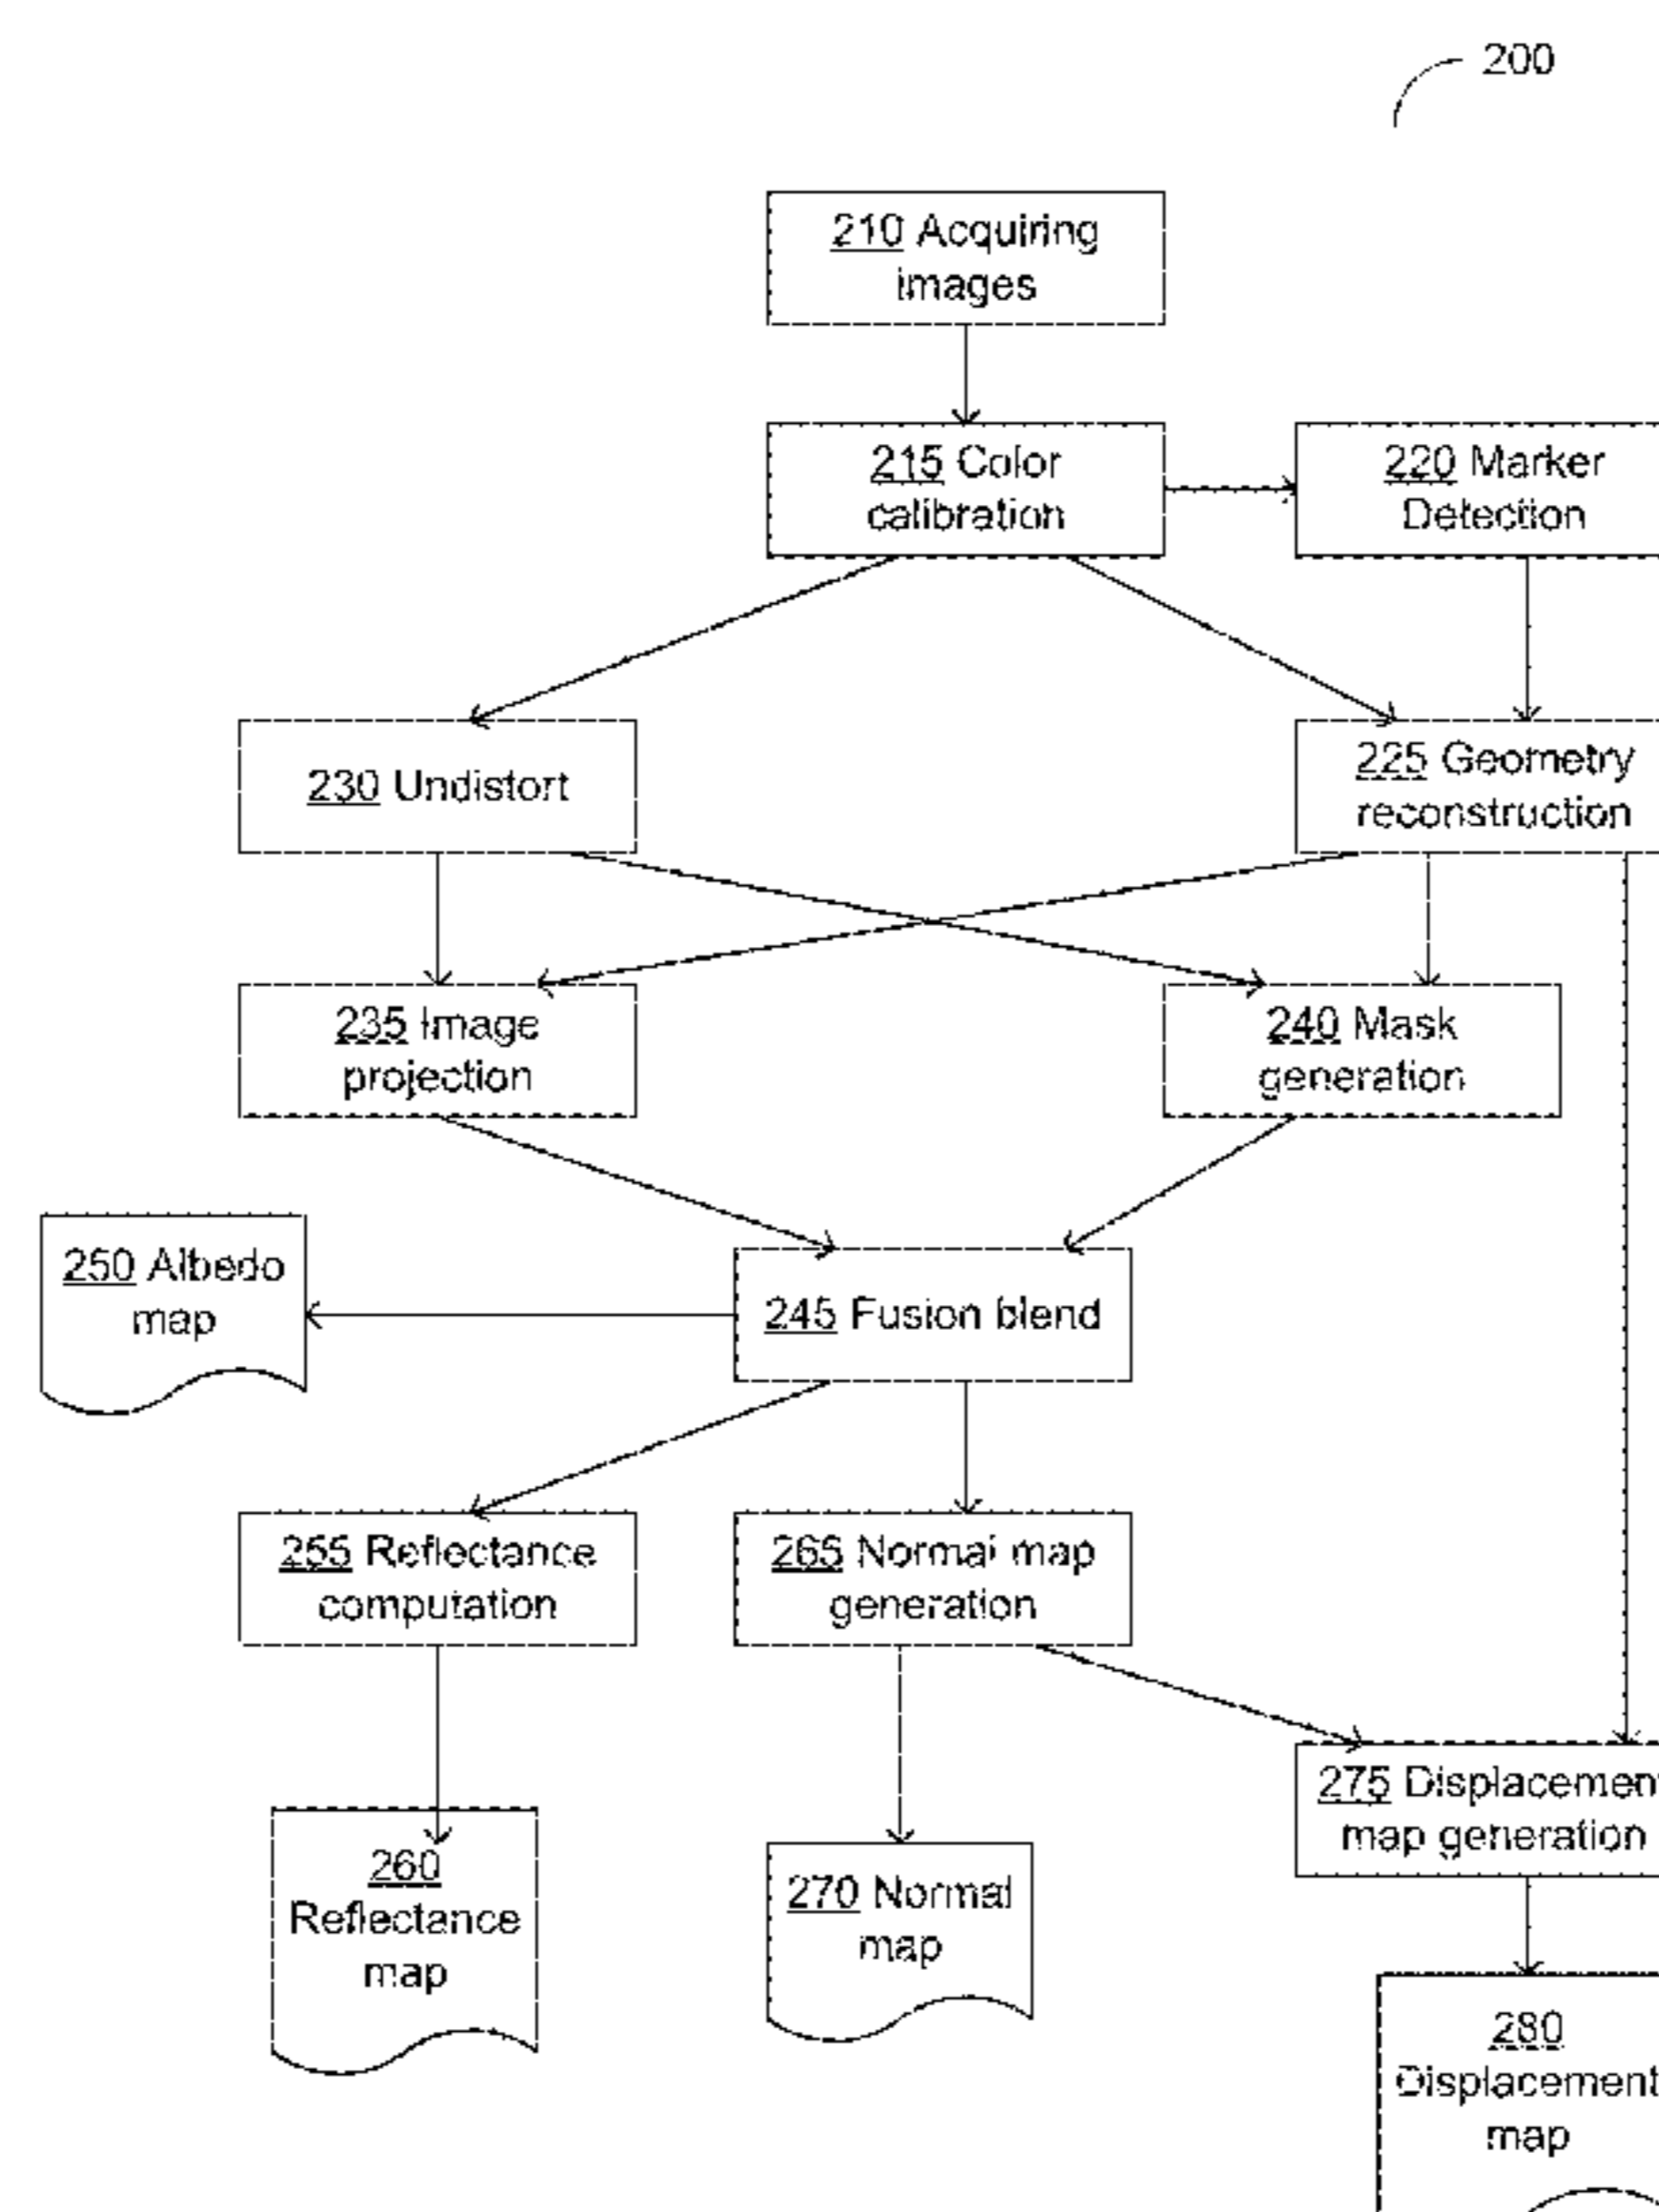 200
210 Acquiring
images
215 Color
calibration
220 Marker
Detection
230 Undistort
225 Geometry
reconstruction
235 Image
projection
240 Mask
generation
250 Albedo
map
245 Fusion blend
255 Reflectance
computation
265 Normal map
generation
275 Displacement
map generation
260
Reflectance
map
270 Normal
map
280
Displacement
map